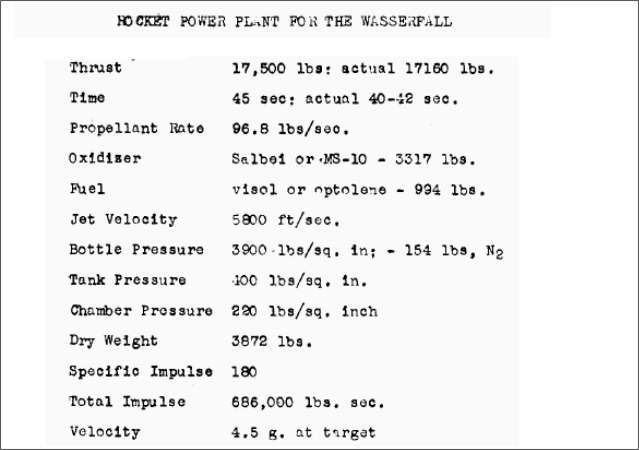 ROCKET POWER PLANT FOR THE WASSERFALL
Thrust 17,500 lbs; actual 17160 lbs.
Time 45 sec; actual 40-42 sec.
Propellant Rate 96.8 lbs/sec.
Oxidizer Salbei or MS-10 - 3317 lbs.
Fuel visol or optolene - 994 lbs.
Jet Velocity 5800 ft/sec.
Bottle Pressure 3900 lbs/sq. in; - 154 lbs, N₂
Tank Pressure 400 lbs/sq. in.
Chamber Pressure 220 lbs/sq. inch
Dry Weight 3872 lbs.
Specific Impulse 180
Total Impulse 686,000 lbs. sec.
Velocity 4.5 g. at target